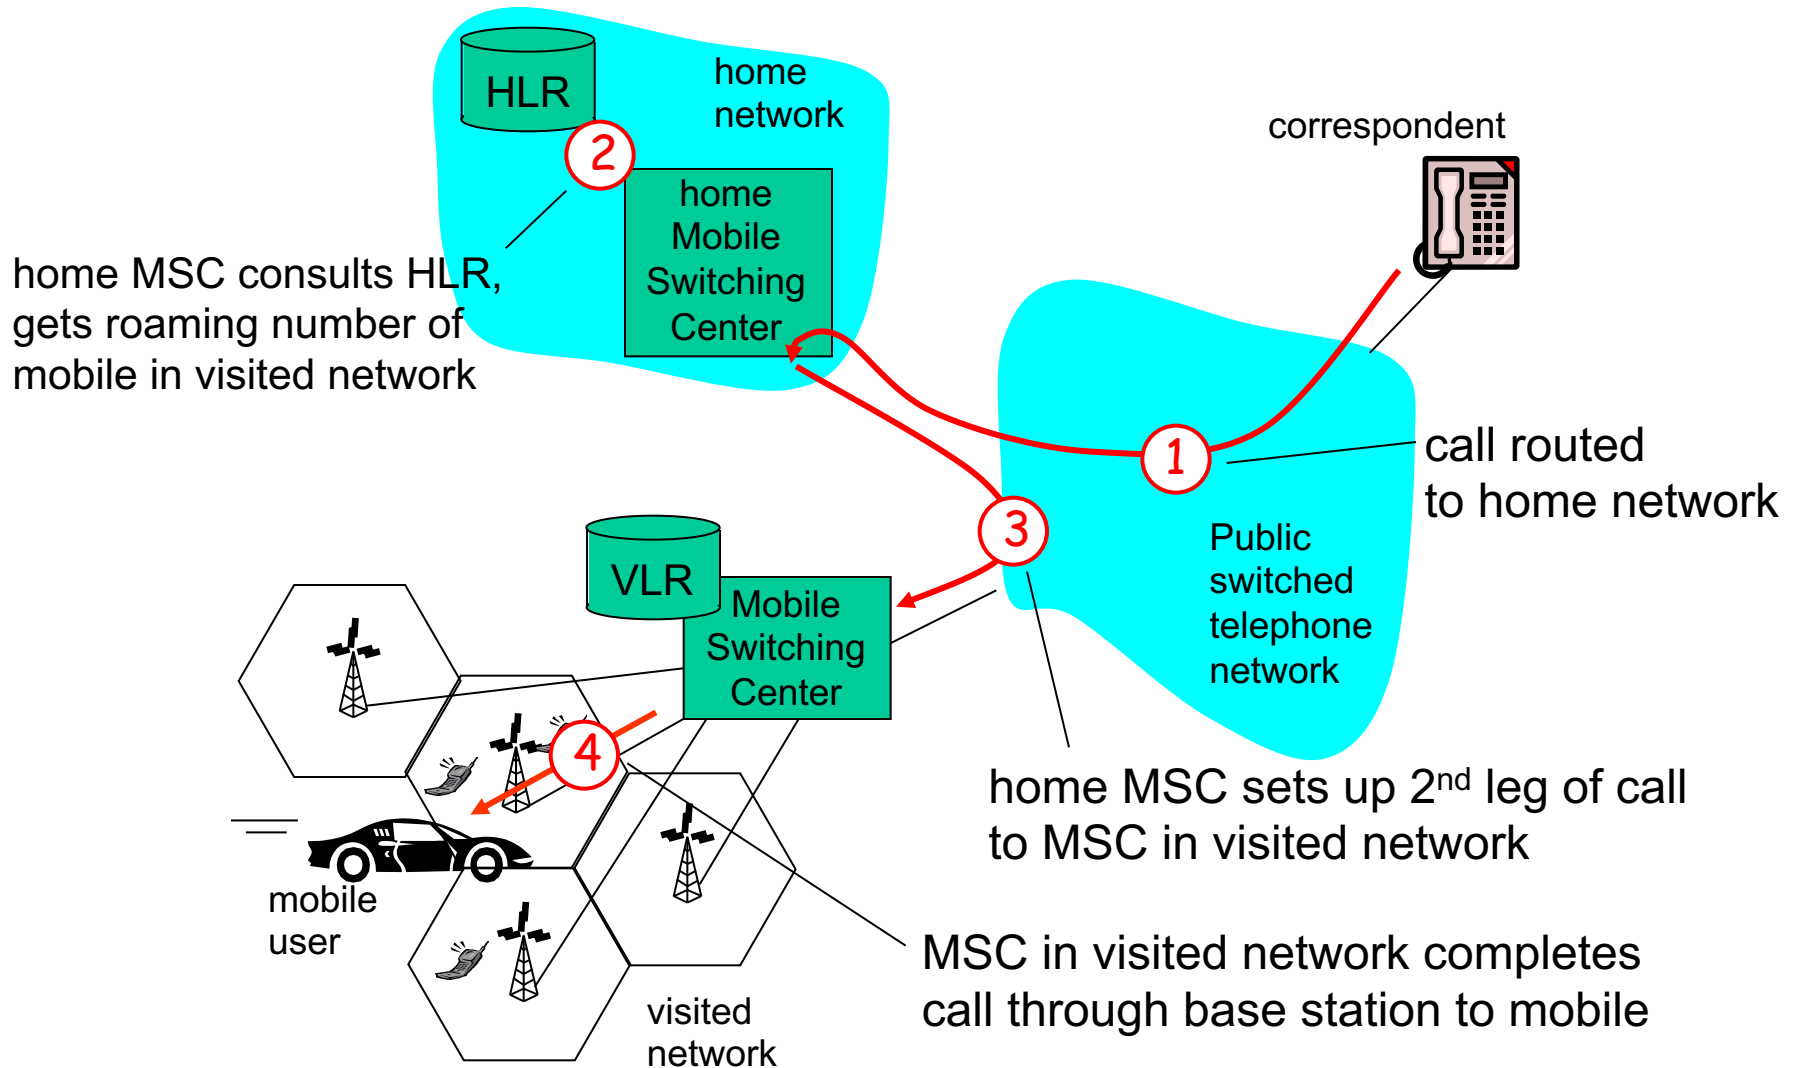 HLR
home
network
2
home
Mobile
Switching
Center
correspondent
home MSC consults HLR,
gets roaming number of
mobile in visited network
1
call routed
to home network
3
Public
switched
telephone
network
VLR
Mobile
Switching
Center
4
home MSC sets up 2nd leg of call
to MSC in visited network
mobile
user
MSC in visited network completes
call through base station to mobile
visited
network